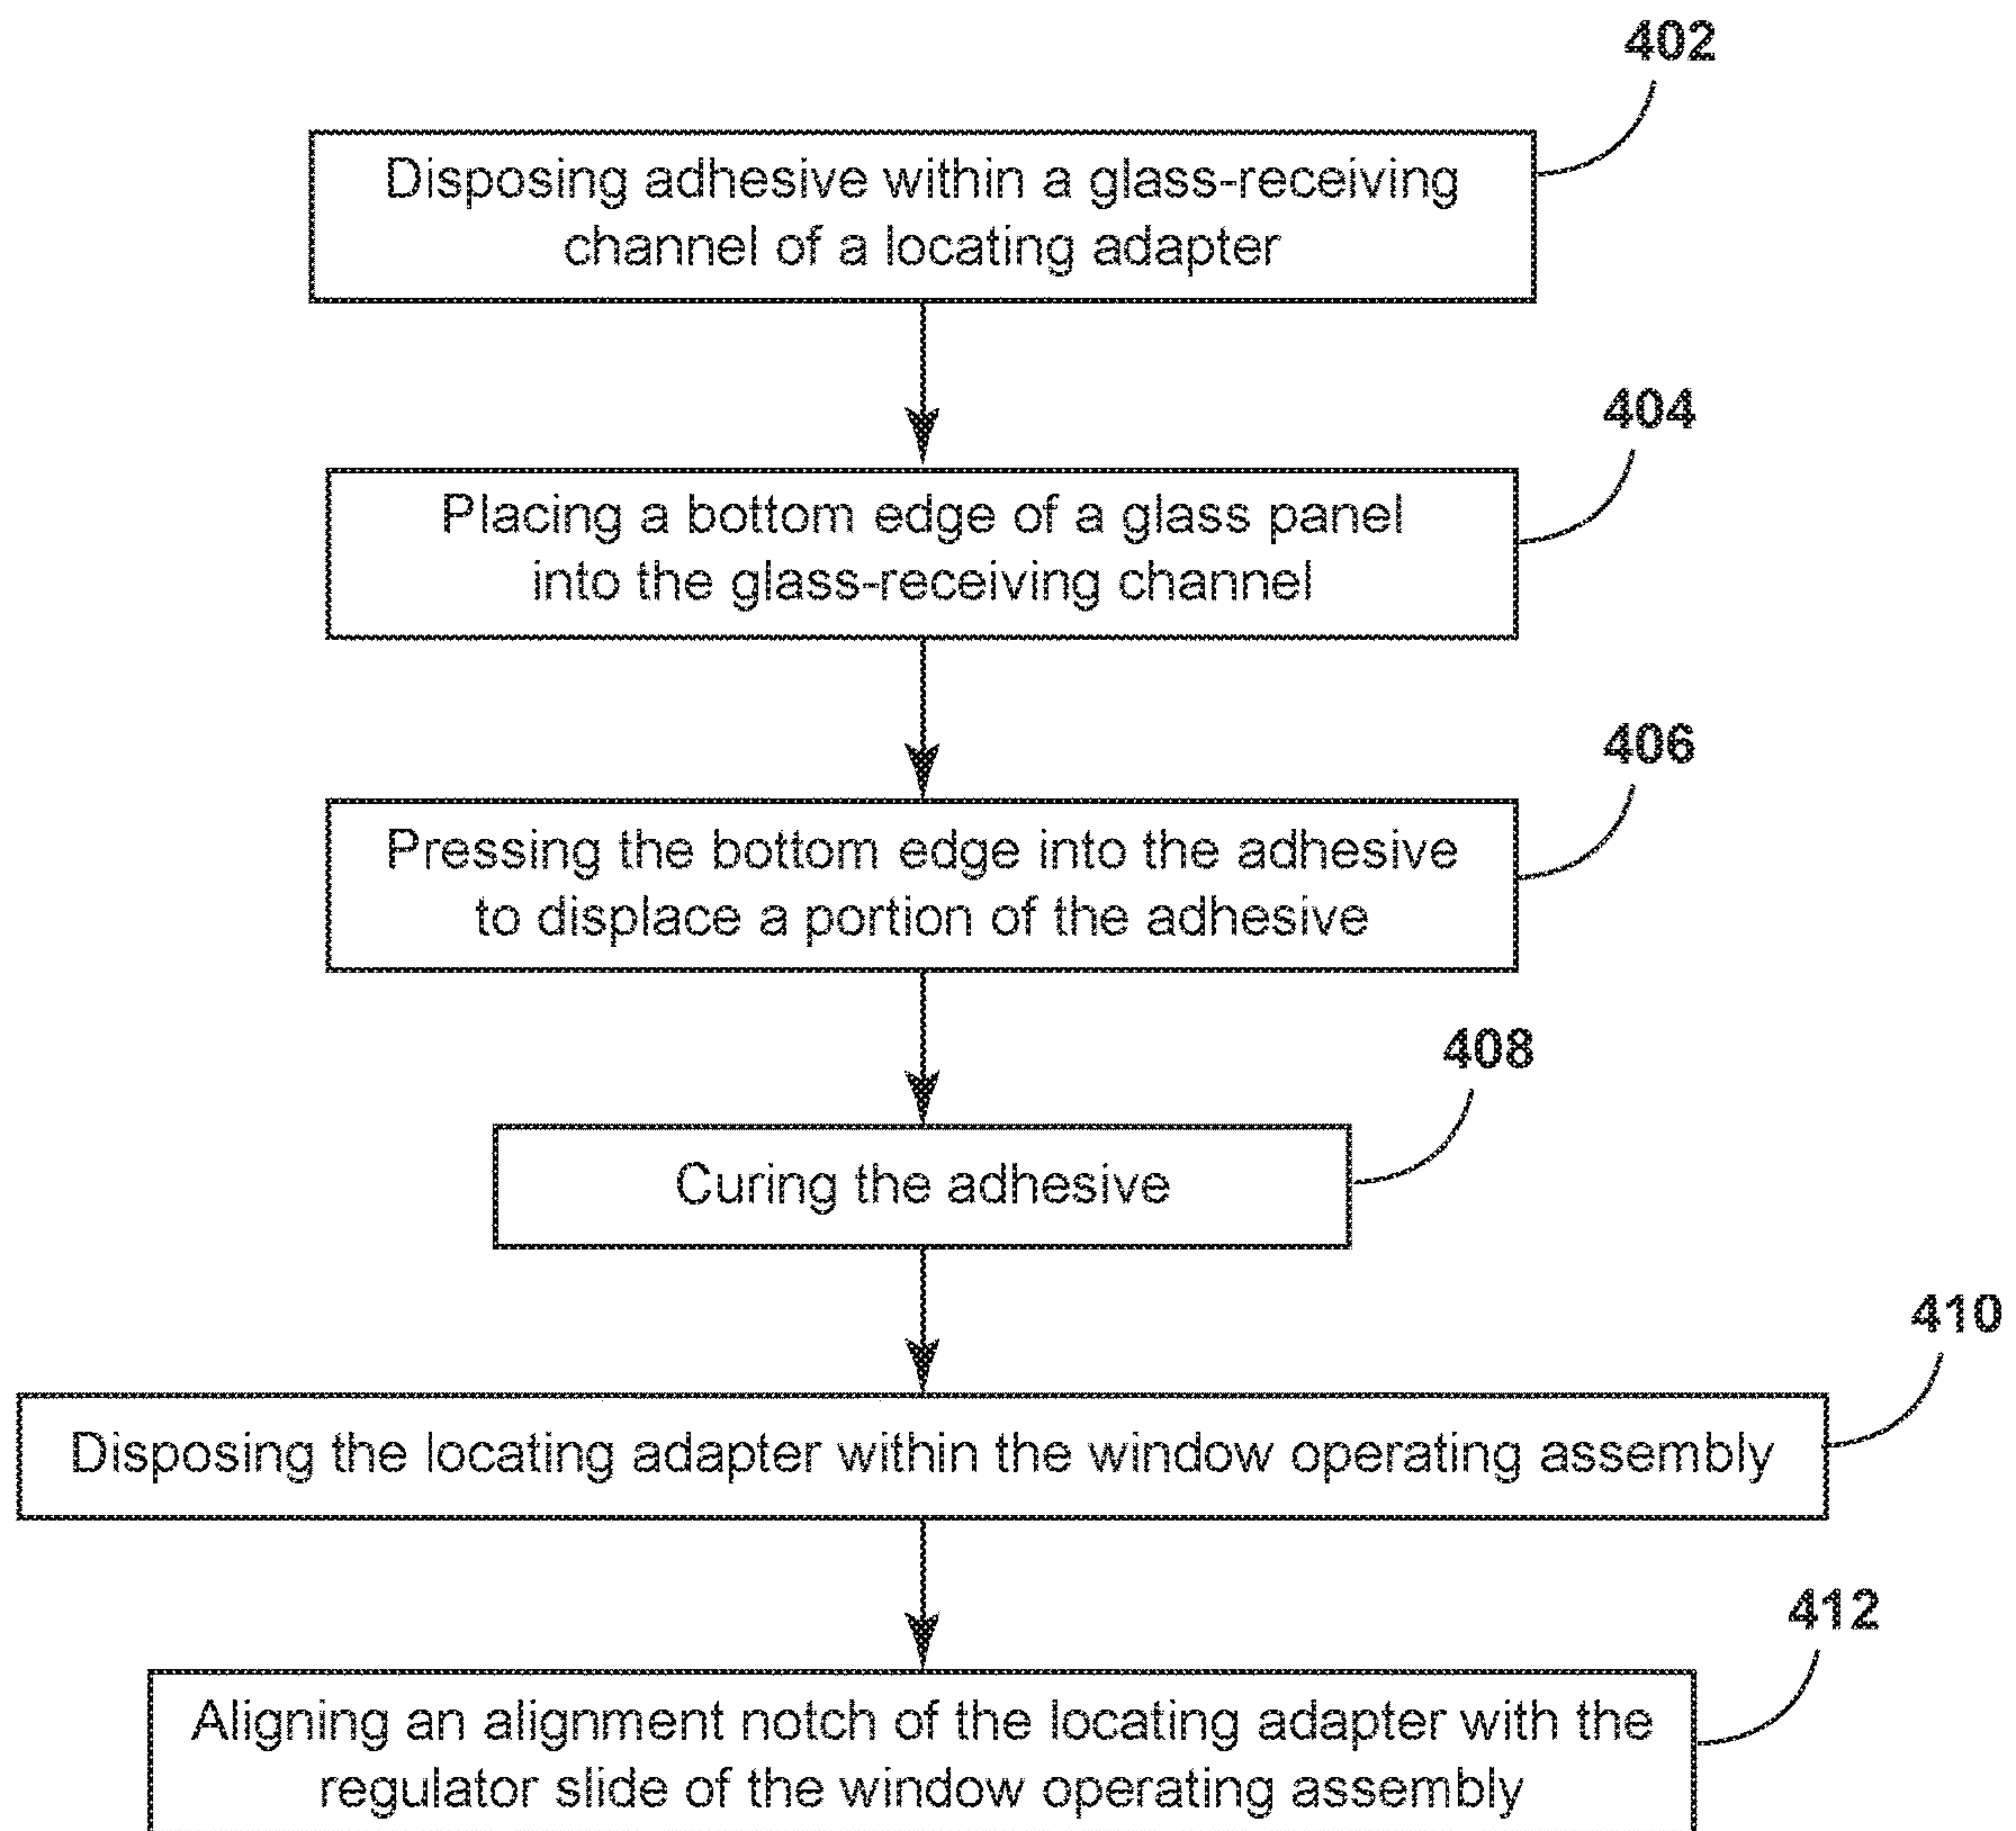 402
Disposing adhesive within a glass-receiving
channel of a locating adapter
404
Placing a bottom edge of a glass panel
into the glass-receiving channel
406
Pressing the bottom edge into the adhesive
to displace a portion of the adhesive
408
Curing the adhesive
410
Disposing the locating adapter within the window operating assembly
412
Aligning an alignment notch of the locating adapter with the
regulator slide of the window operating assembly